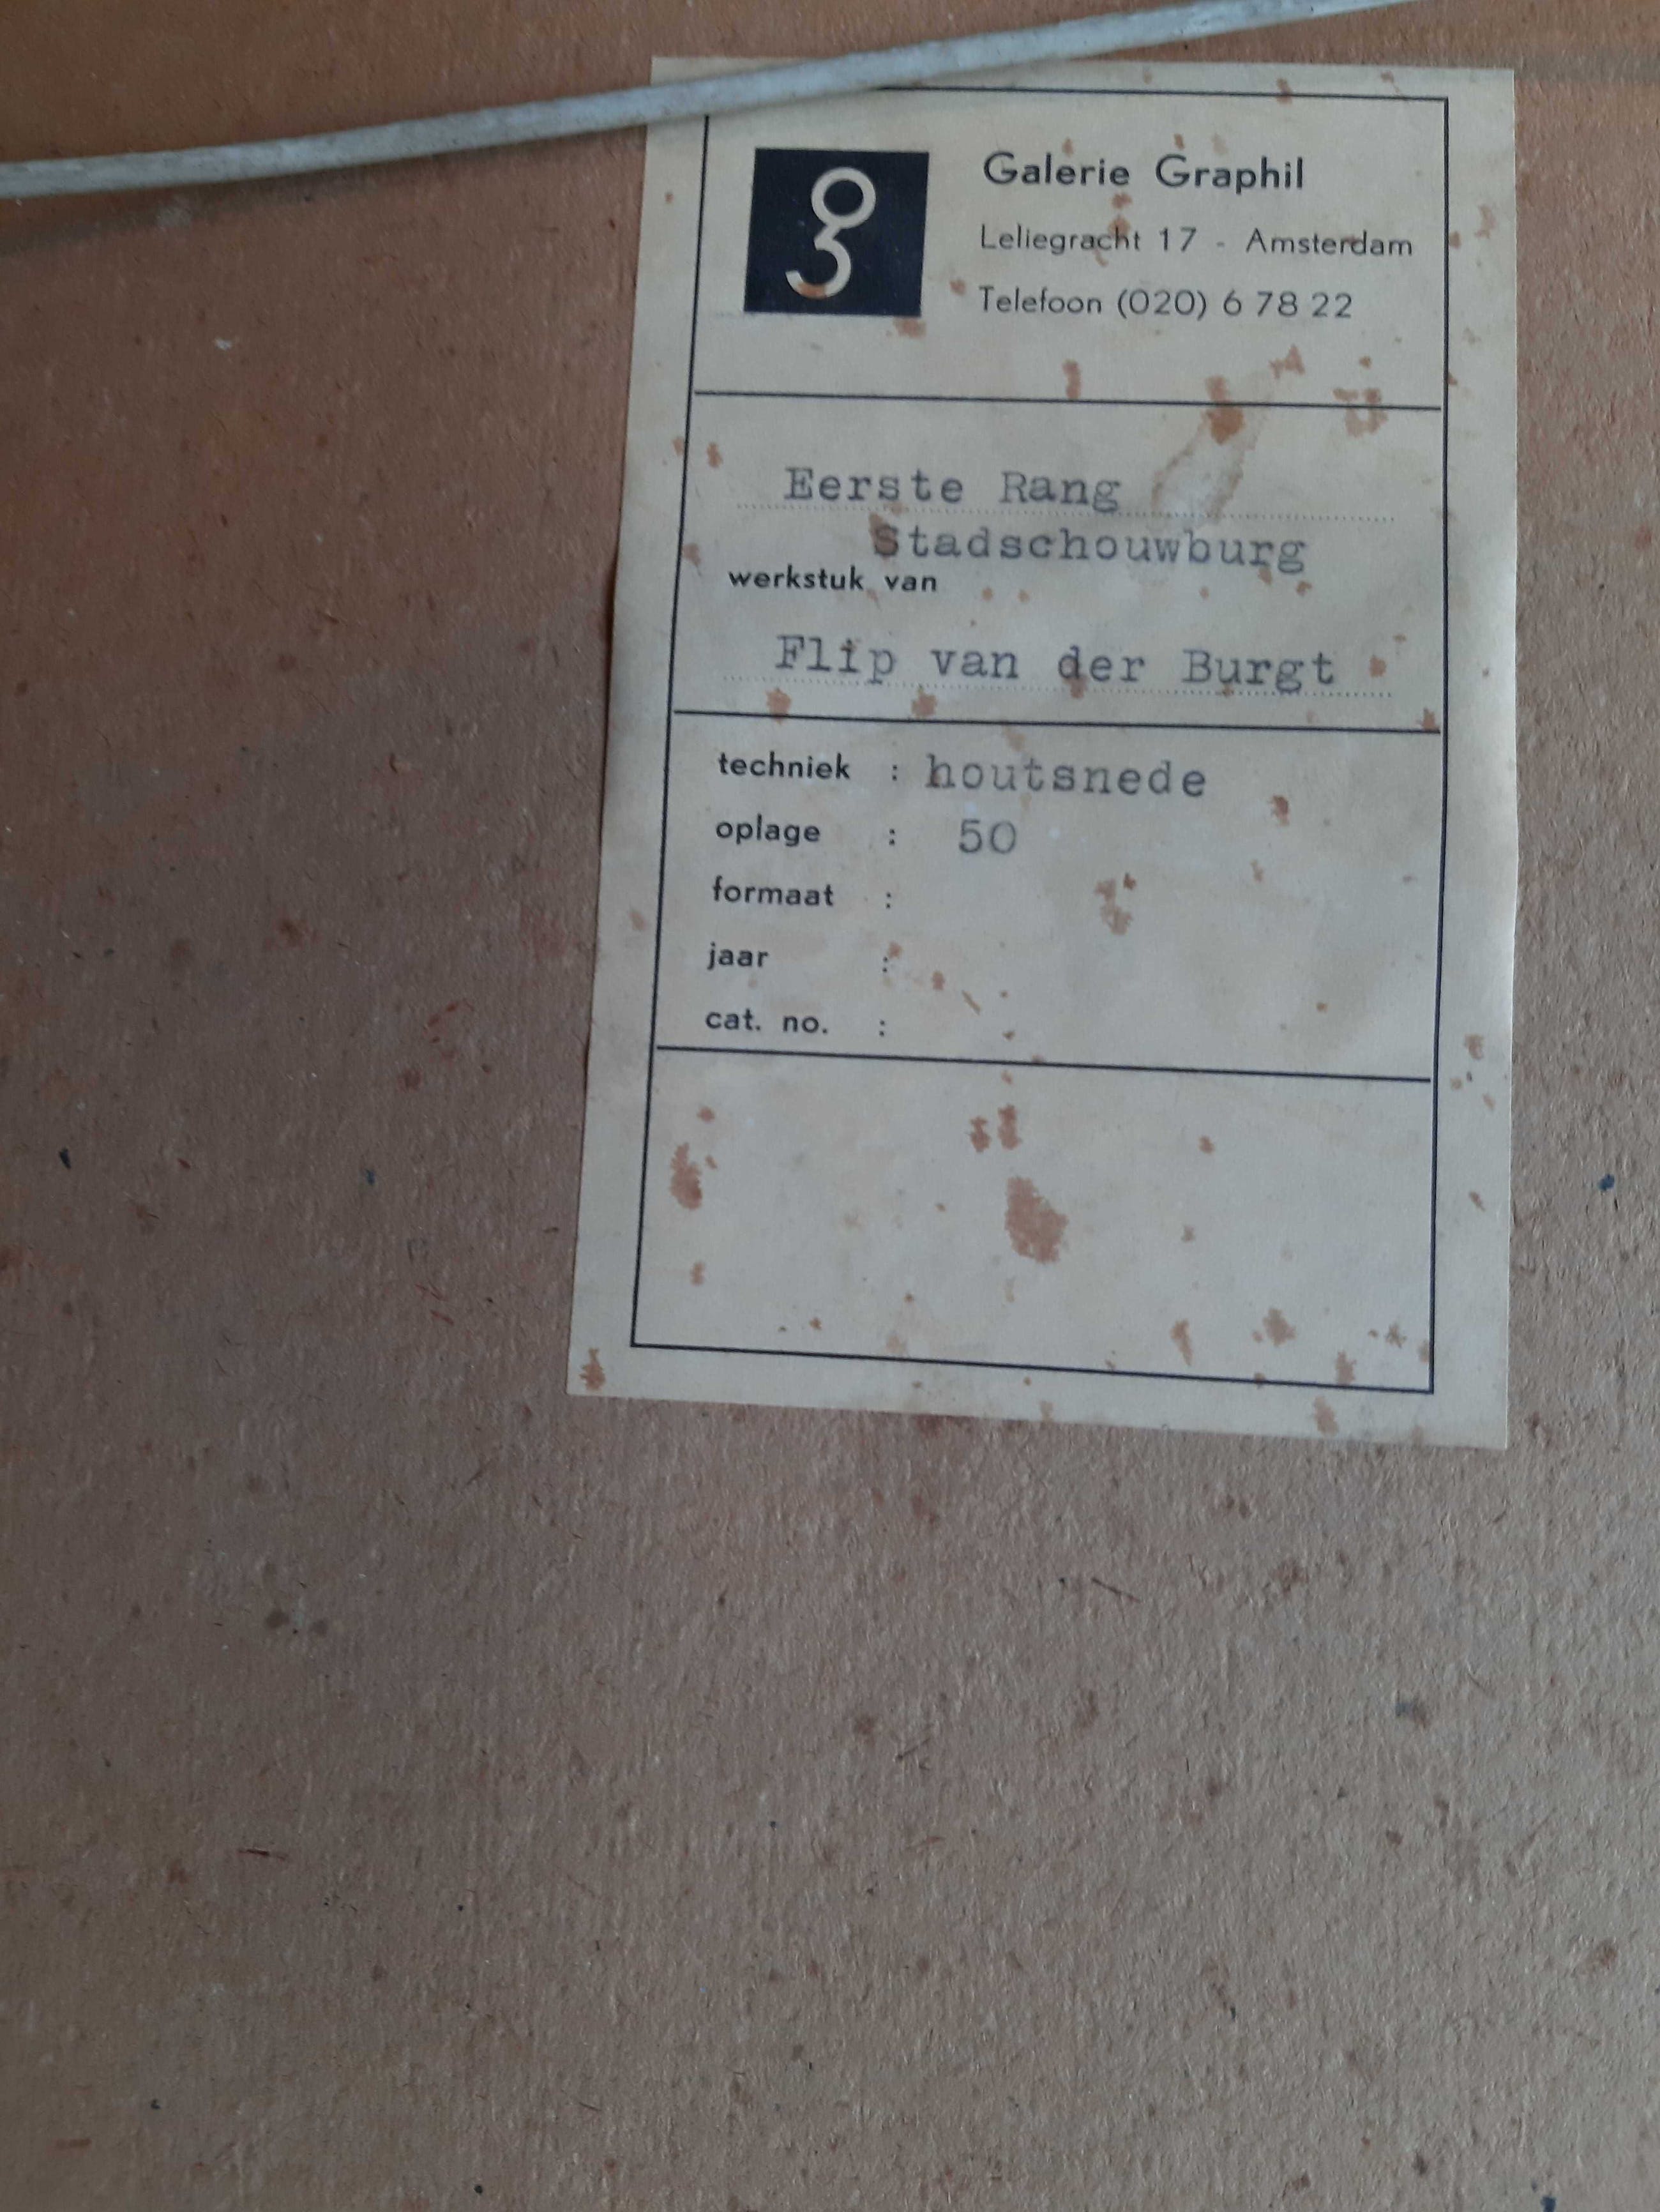 Galerie Graphil
Leliegracht 17 - Amsterdam
Telefoon (020) 6 78 22
Eerste Rang
Stadschouwburg
werkstuk van
Flip van der Burgt
techniek : houtsnede
oplage : 50
formaat :
jaar :
cat. no. :